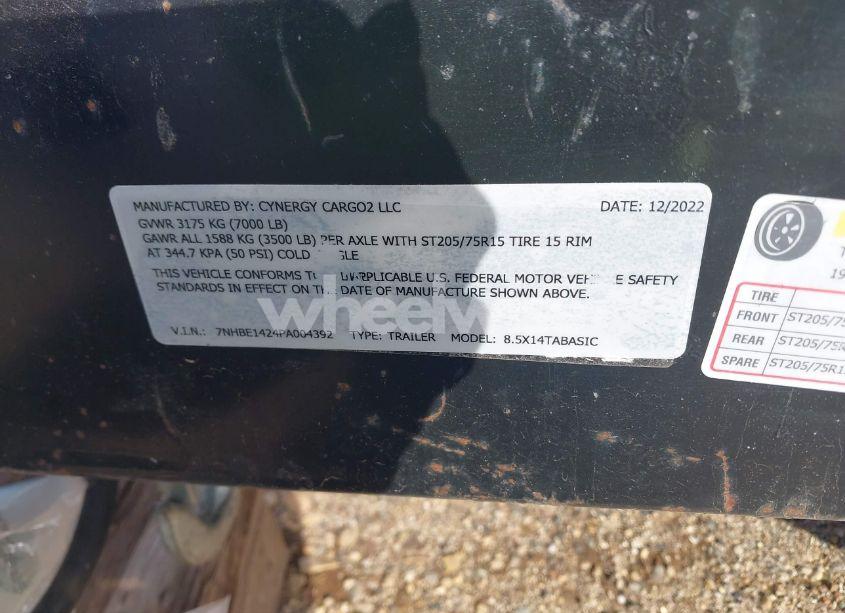 MANUFACTURED BY: CYNERGY CARGO2 LLC DATE: 12/2022
GVWR 3175 KG (7000 LB)
GAWR ALL 1588 KG (3500 LB) PER AXLE WITH ST205/75R15 TIRE 15 RIM
AT 344.7 KPA (50 PSI) COLD
THIS VEHICLE CONFORMS APPLICABLE U.S. FEDERAL MOTOR SAFETY
STANDARDS IN EFFECT ON DATE OF MANUFACTURE SHOWN ABOVE.
V.I.N.: 7NHBE1424PA004392 TYPE: TRAILER MODEL: 8.5X14TABASIC
TIRE
FRONT ST205/75
REAR ST205/75R
SPARE ST205/75R15